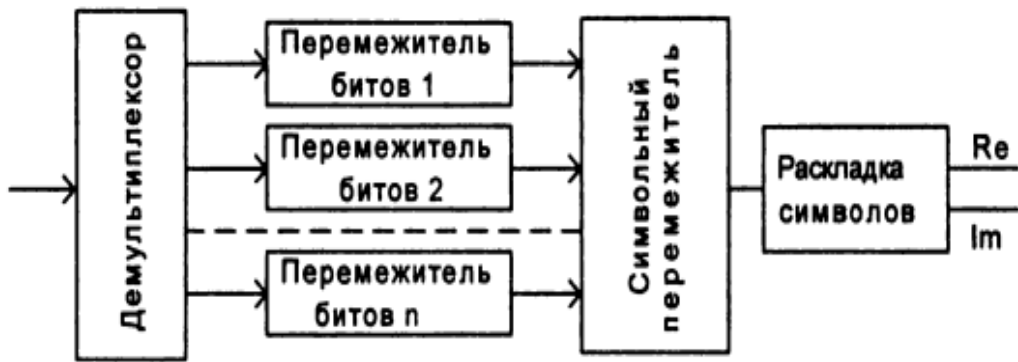 Демультиплексор
Перемежитель
битов 1
Перемежитель
битов 2
Перемежитель
битов n
Символьный
перемежитель
Раскладка
символов
Re
Im